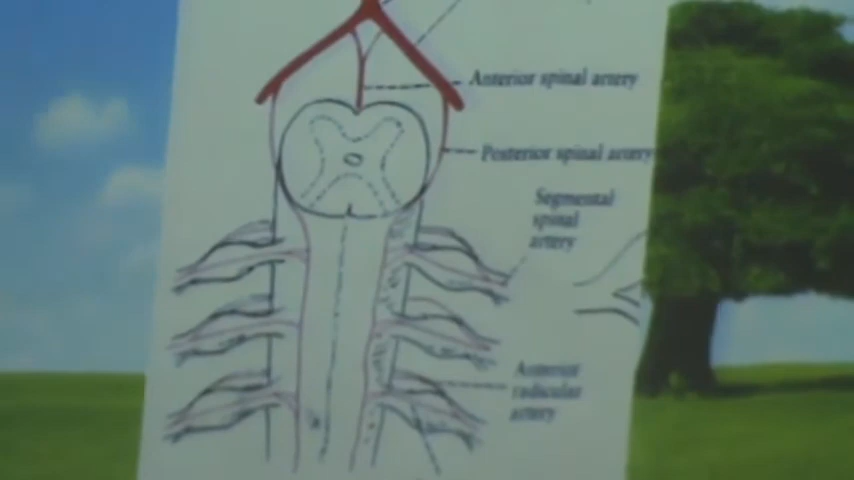 Anterior spinal artery
Posterior spinal artery
Segmental
spinal
artery
Anterior
radicular
artery